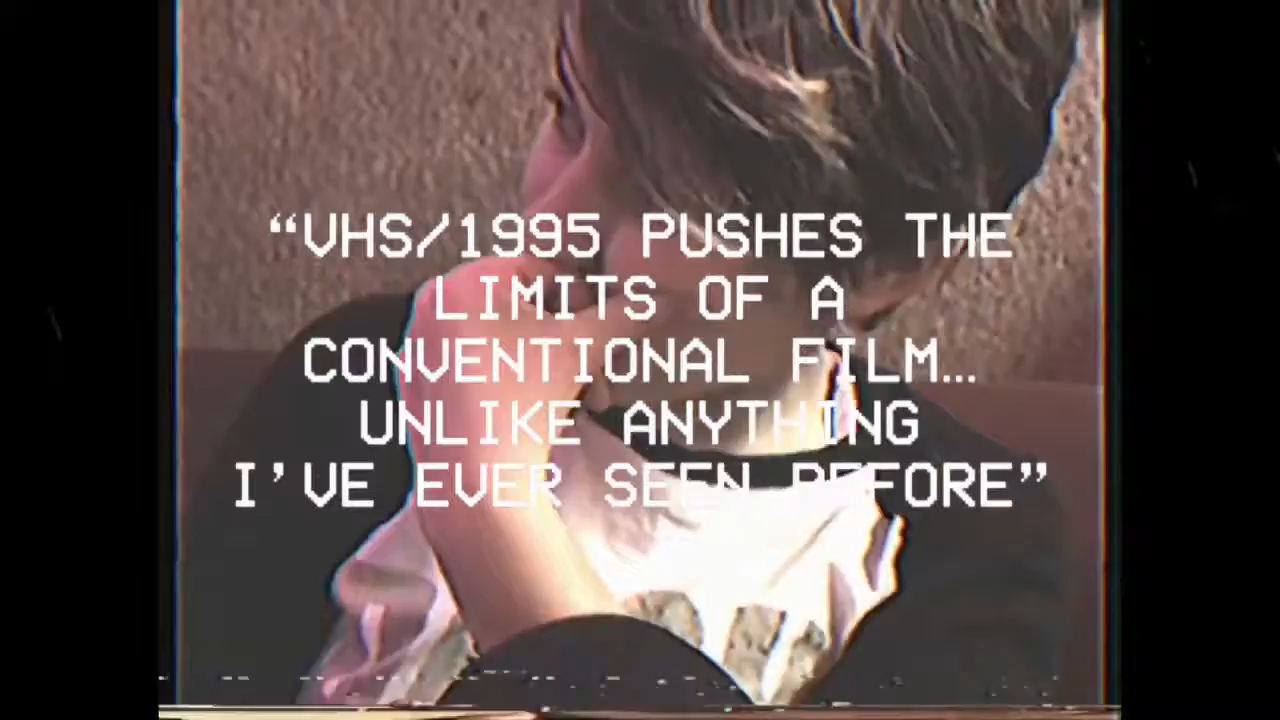 “VHS/1995 PUSHES THE
LIMITS OF A
CONVENTIONAL FILM…
UNLIKE ANYTHING
I’VE EVER SEEN BEFORE”